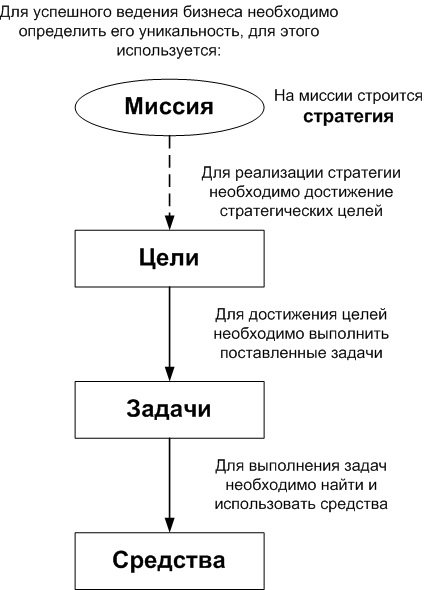 Для успешного ведения бизнеса необходимо
определить его уникальность, для этого
используется:
Миссия
На миссии строится
стратегия
Для реализации стратегии
необходимо достижение
стратегических целей
Цели
Для достижения целей
необходимо выполнить
поставленные задачи
Задачи
Для выполнения задач
необходимо найти и
использовать средства
Средства